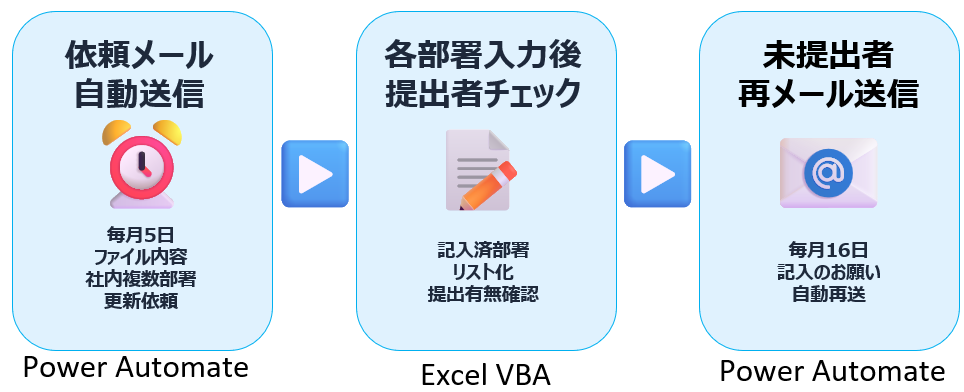 依頼メール
自動送信
毎月5日
ファイル内容
社内複数部署
更新依頼
Power Automate
各部署入力後
提出者チェック
記入済部署
リスト化
提出有無確認
Excel VBA
未提出者
再メール送信
@
毎月16日
記入のお願い
自動再送
Power Automate